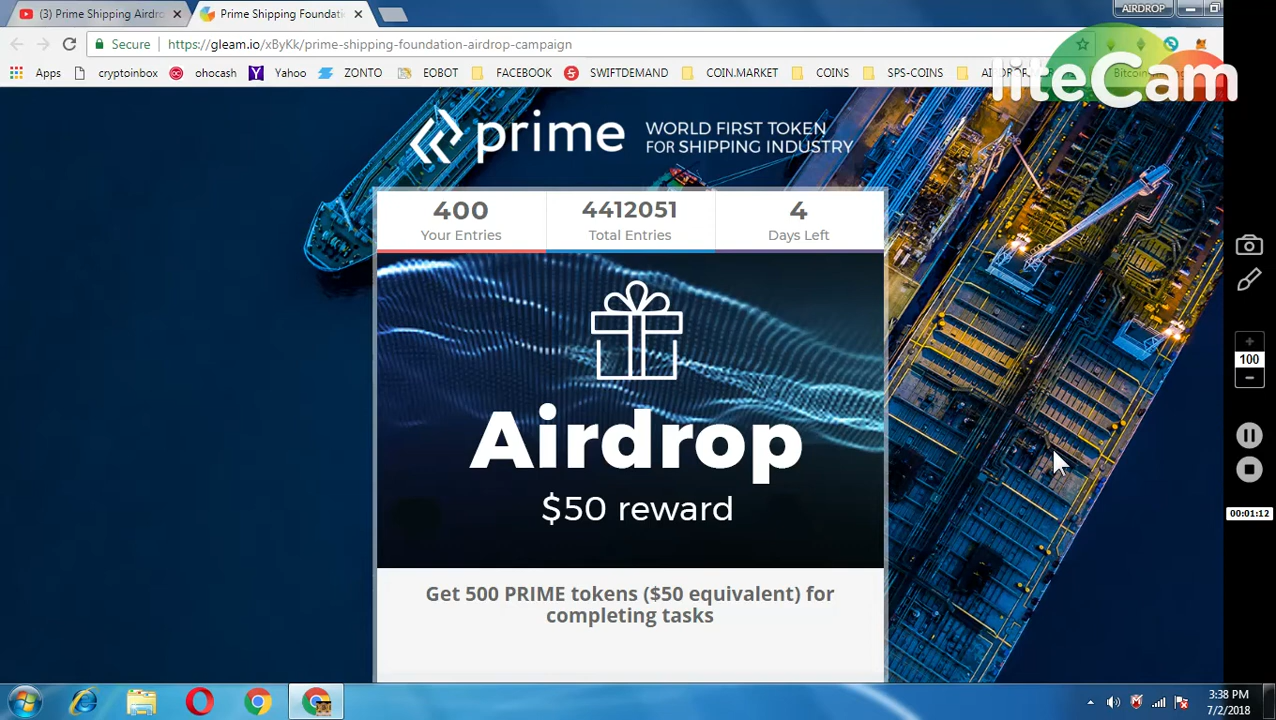 (3) Prime Shipping Airdro
Prime Shipping Foundati
AIRDROP
Secure
https://gleam.io/xByKk/prime-shipping-foundation-airdrop-campaign
Apps
cryptoinbox
ohocash
Yahoo
ZONTO
EOBOT
FACEBOOK
SWIFTDEMAND
COIN.MARKET
COINS
SPS-COINS
liteCam
prime
WORLD FIRST TOKEN
FOR SHIPPING INDUSTRY
400
Your Entries
4412051
Total Entries
4
Days Left
100
Airdrop
$50 reward
00:01:12
Get 500 PRIME tokens ($50 equivalent) for
completing tasks
3:38 PM
7/2/2018